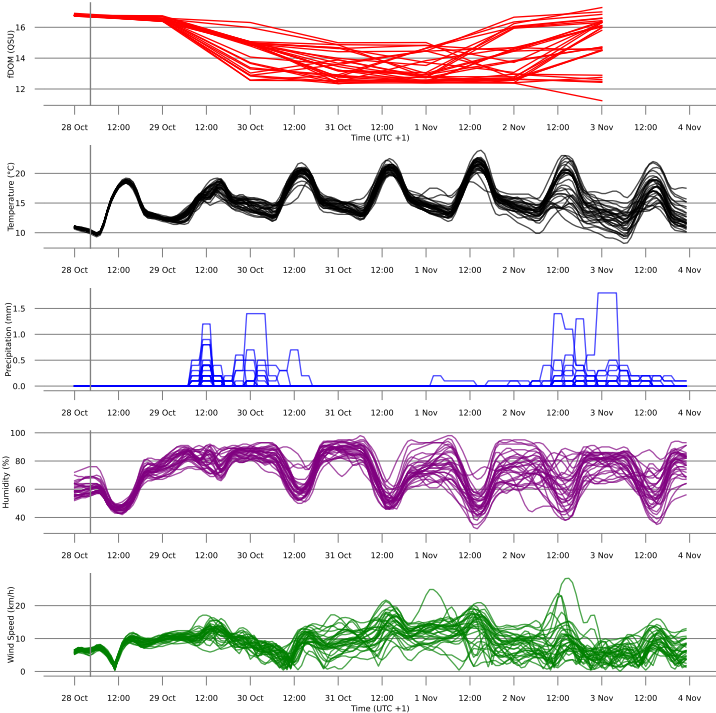 fDOM (QSU)
16
14
12
28 Oct 12:00 29 Oct 12:00 30 Oct 12:00 31 Oct 12:00 1 Nov 12:00 2 Nov 12:00 3 Nov 12:00 4 Nov
Time (UTC +1)
Temperature (°C)
20
15
10
28 Oct 12:00 29 Oct 12:00 30 Oct 12:00 31 Oct 12:00 1 Nov 12:00 2 Nov 12:00 3 Nov 12:00 4 Nov
Precipitation (mm)
1.5
1.0
0.5
0.0
28 Oct 12:00 29 Oct 12:00 30 Oct 12:00 31 Oct 12:00 1 Nov 12:00 2 Nov 12:00 3 Nov 12:00 4 Nov
Humidity (%)
100
80
60
40
28 Oct 12:00 29 Oct 12:00 30 Oct 12:00 31 Oct 12:00 1 Nov 12:00 2 Nov 12:00 3 Nov 12:00 4 Nov
Wind Speed (km/h)
20
10
0
28 Oct 12:00 29 Oct 12:00 30 Oct 12:00 31 Oct 12:00 1 Nov 12:00 2 Nov 12:00 3 Nov 12:00 4 Nov
Time (UTC +1)